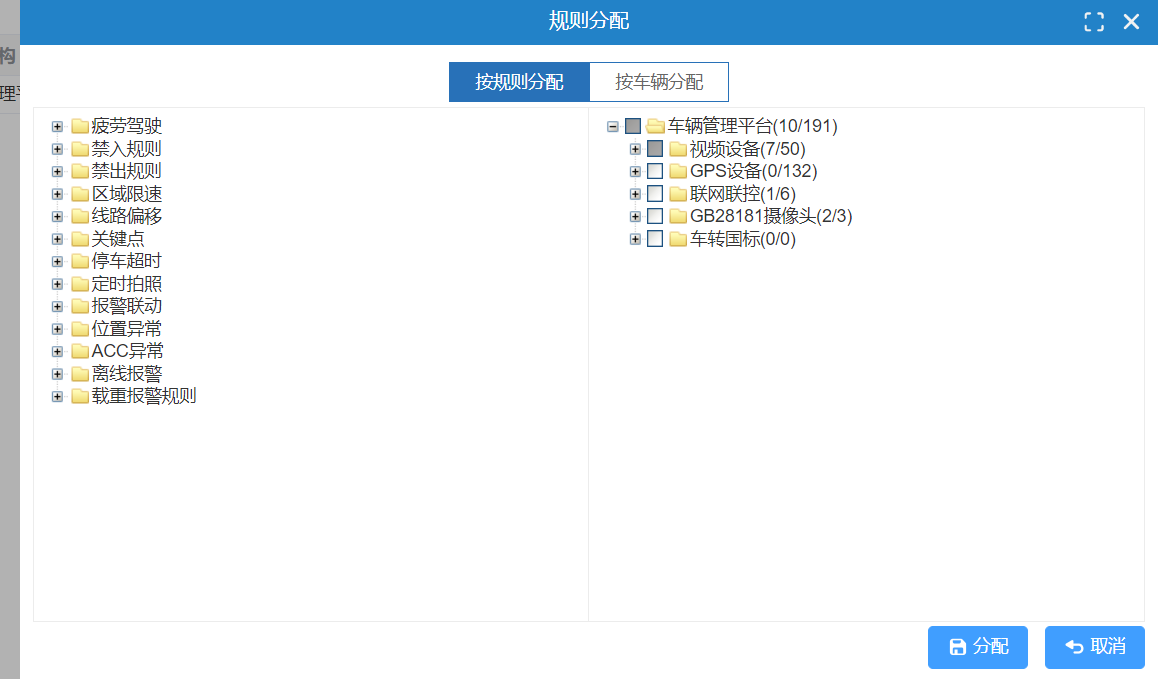 规则分配
构
理平
按规则分配
按车辆分配
疲劳驾驶
禁入规则
禁出规则
区域限速
线路偏移
关键点
停车超时
定时拍照
报警联动
位置异常
ACC异常
离线报警
载重报警规则
车辆管理平台(10/191)
视频设备(7/50)
GPS设备(0/132)
联网联控(1/6)
GB28181摄像头(2/3)
车转国标(0/0)
分配
取消